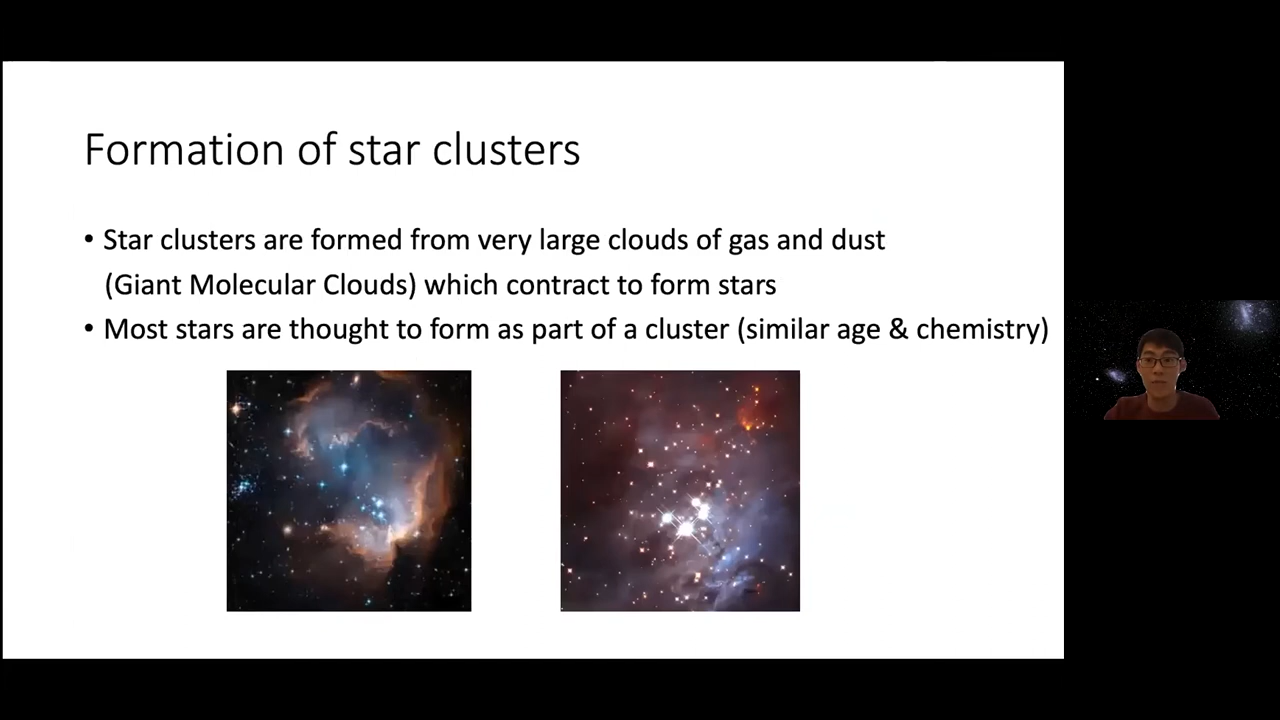 Formation of star clusters
• Star clusters are formed from very large clouds of gas and dust
(Giant Molecular Clouds) which contract to form stars
• Most stars are thought to form as part of a cluster (similar age & chemistry)